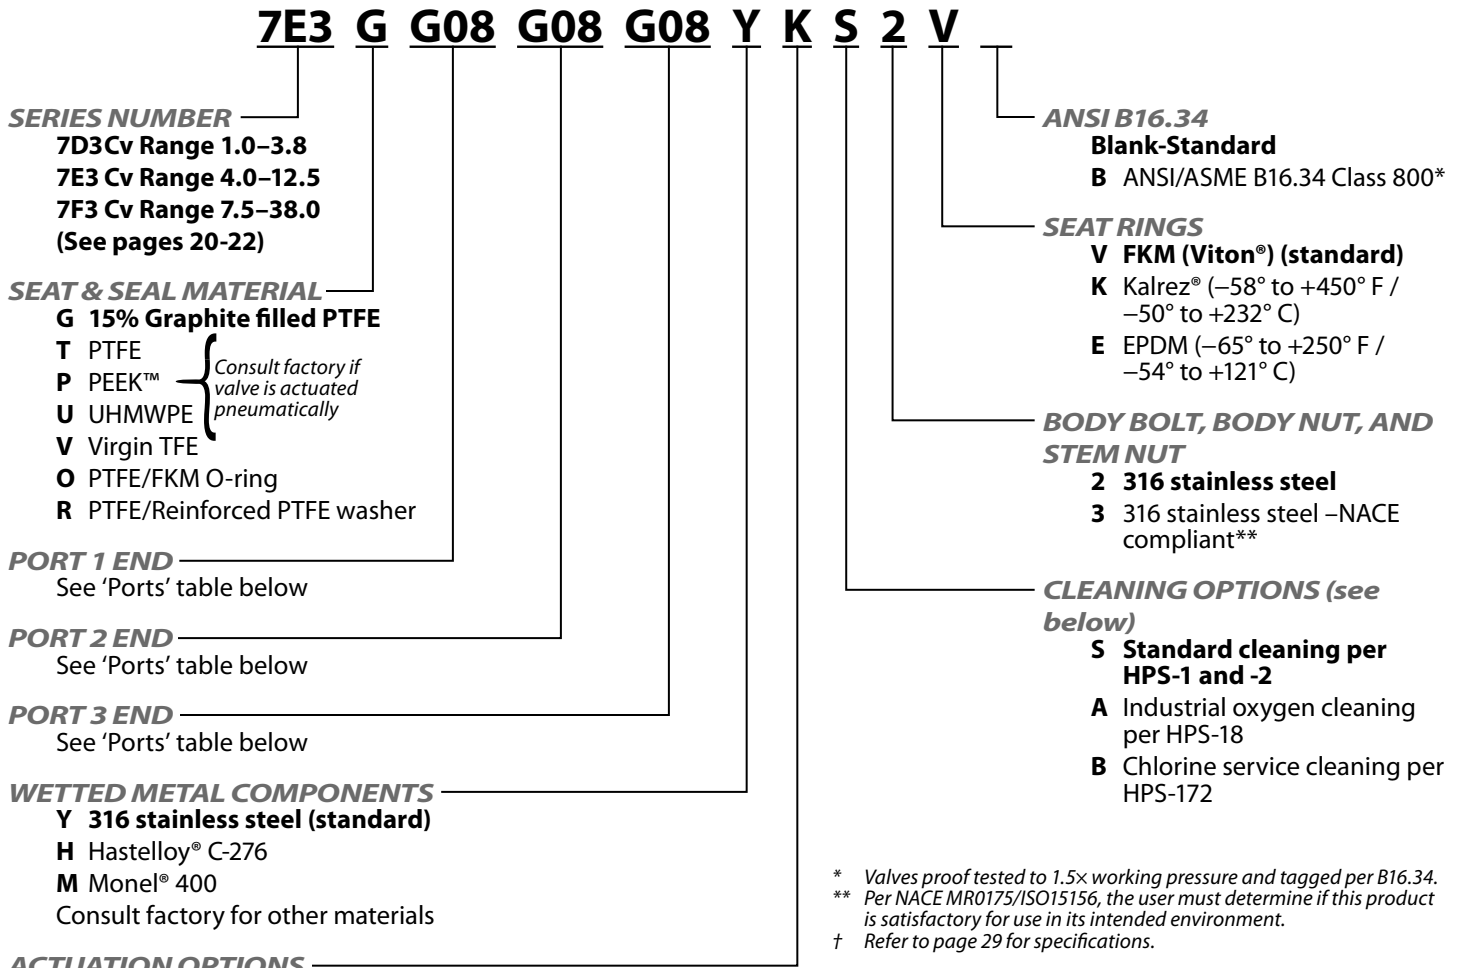 7E3 G G08 G08 G08 Y K S 2 V
SERIES NUMBER
7D3Cv Range 1.0–3.8
7E3 Cv Range 4.0–12.5
7F3 Cv Range 7.5–38.0
(See pages 20-22)
SEAT & SEAL MATERIAL
G 15% Graphite filled PTFE
T PTFE
P PEEK™
U UHMWPE
V Virgin TFE
Consult factory if
valve is actuated
pneumatically
O PTFE/FKM O-ring
R PTFE/Reinforced PTFE washer
PORT 1 END
See ‘Ports’ table below
PORT 2 END
See ‘Ports’ table below
PORT 3 END
See ‘Ports’ table below
WETTED METAL COMPONENTS
Y 316 stainless steel (standard)
H Hastelloy® C-276
M Monel® 400
Consult factory for other materials
ACTUATION OPTIONS
ANSI B16.34
Blank-Standard
B ANSI/ASME B16.34 Class 800*
SEAT RINGS
V FKM (Viton®) (standard)
K Kalrez® (–58° to +450° F /
–50° to +232° C)
E EPDM (–65° to +250° F /
–54° to +121° C)
BODY BOLT, BODY NUT, AND
STEM NUT
2 316 stainless steel
3 316 stainless steel –NACE
compliant**
CLEANING OPTIONS (see
below)
S Standard cleaning per
HPS-1 and -2
A Industrial oxygen cleaning
per HPS-18
B Chlorine service cleaning per
HPS-172
* Valves proof tested to 1.5× working pressure and tagged per B16.34.
** Per NACE MR0175/ISO15156, the user must determine if this product
is satisfactory for use in its intended environment.
† Refer to page 29 for specifications.